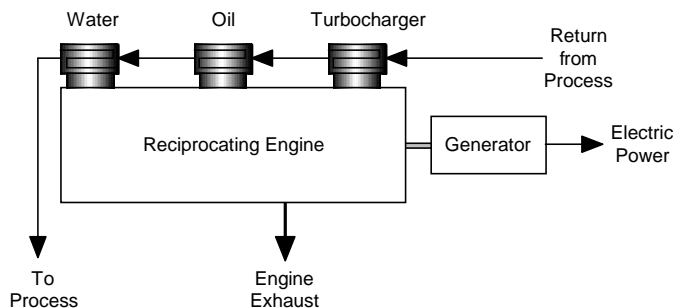 Water
Oil
Turbocharger
Return
from
Process
Reciprocating Engine
Generator
Electric
Power
To
Process
Engine
Exhaust